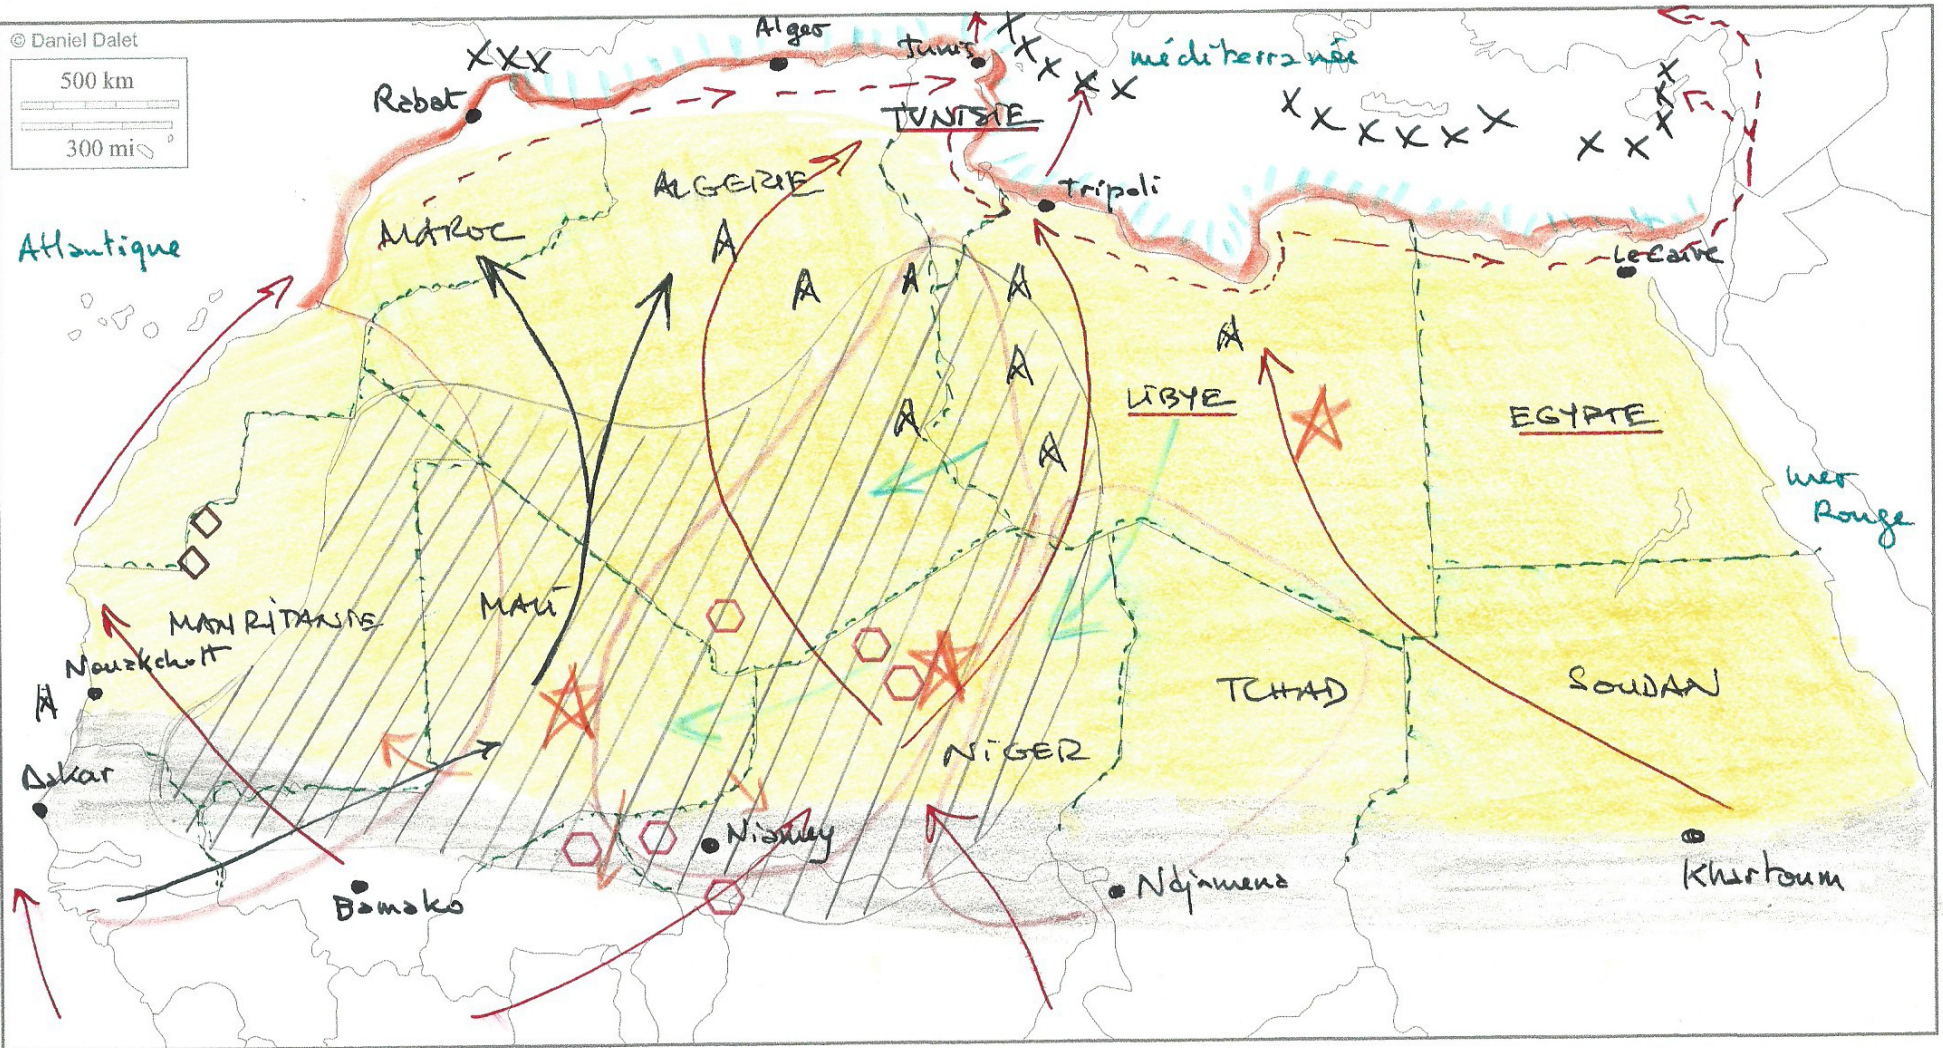 © Daniel Dalet
500 km
300 mi
Alger
Tunis
méditerranée
Rabat
TUNISIE
ALGERIE
Tripoli
MAROC
Atlantique
Le Caire
LIBYE
EGYPTE
mer
Rouge
MAURITANIE
MALI
Nouakchott
TCHAD
SOUDAN
NIGER
Dakar
Niamey
Bamako
Ndjamena
Khartoum